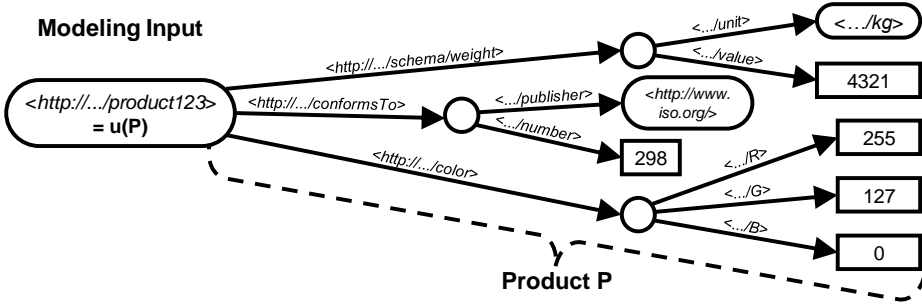 Modeling Input
<http://.../product123>
= u(P)
<http://.../schema/weight>
<.../unit>
<.../kg>
<.../value>
4321
<http://.../conformsTo>
<.../publisher>
<http://www.
iso.org/>
<.../number>
298
<http://.../color>
<.../R>
255
<.../G>
127
<.../B>
0
Product P